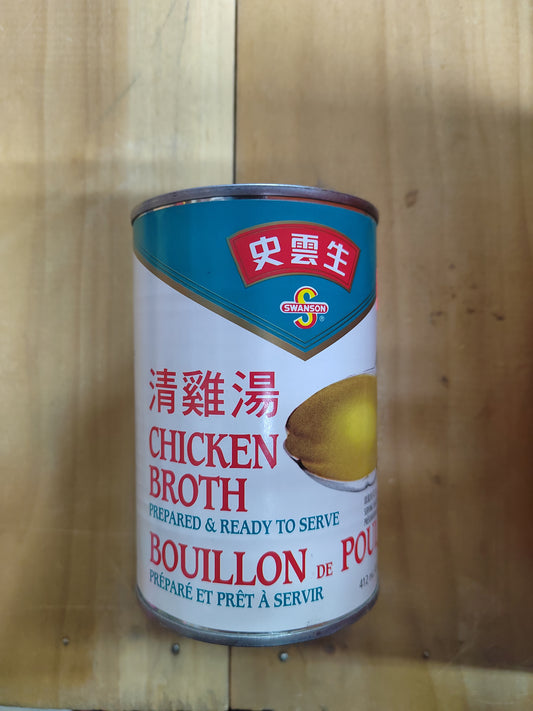 史雲生
SWANSON
®
清雞湯
CHICKEN
BROTH
PREPARED & READY TO SERVE
BOUILLON DE POU
PRÉPARÉ ET PRÊT À SERVIR
412